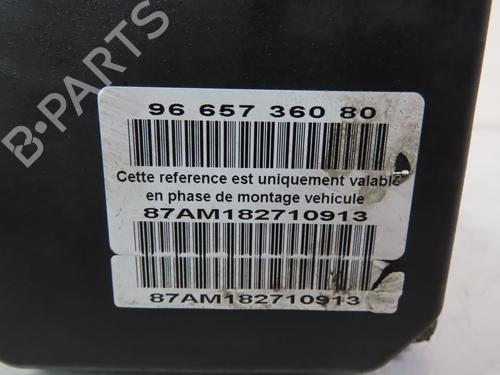 96 657 360 80
Cette reference est uniquement valable
en phase de montage vehicule
87AM182710913
87AM182710913
B-PARTS